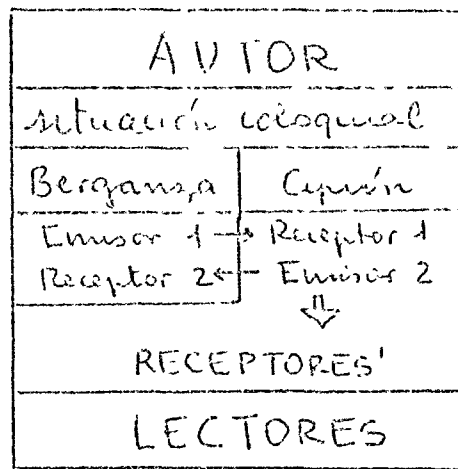 AUTOR
situación coloquial
Berganza Cipión
Emisor 1 → Receptor 1
Receptor 2 ← Emisor 2
⇓
RECEPTORES'
LECTORES